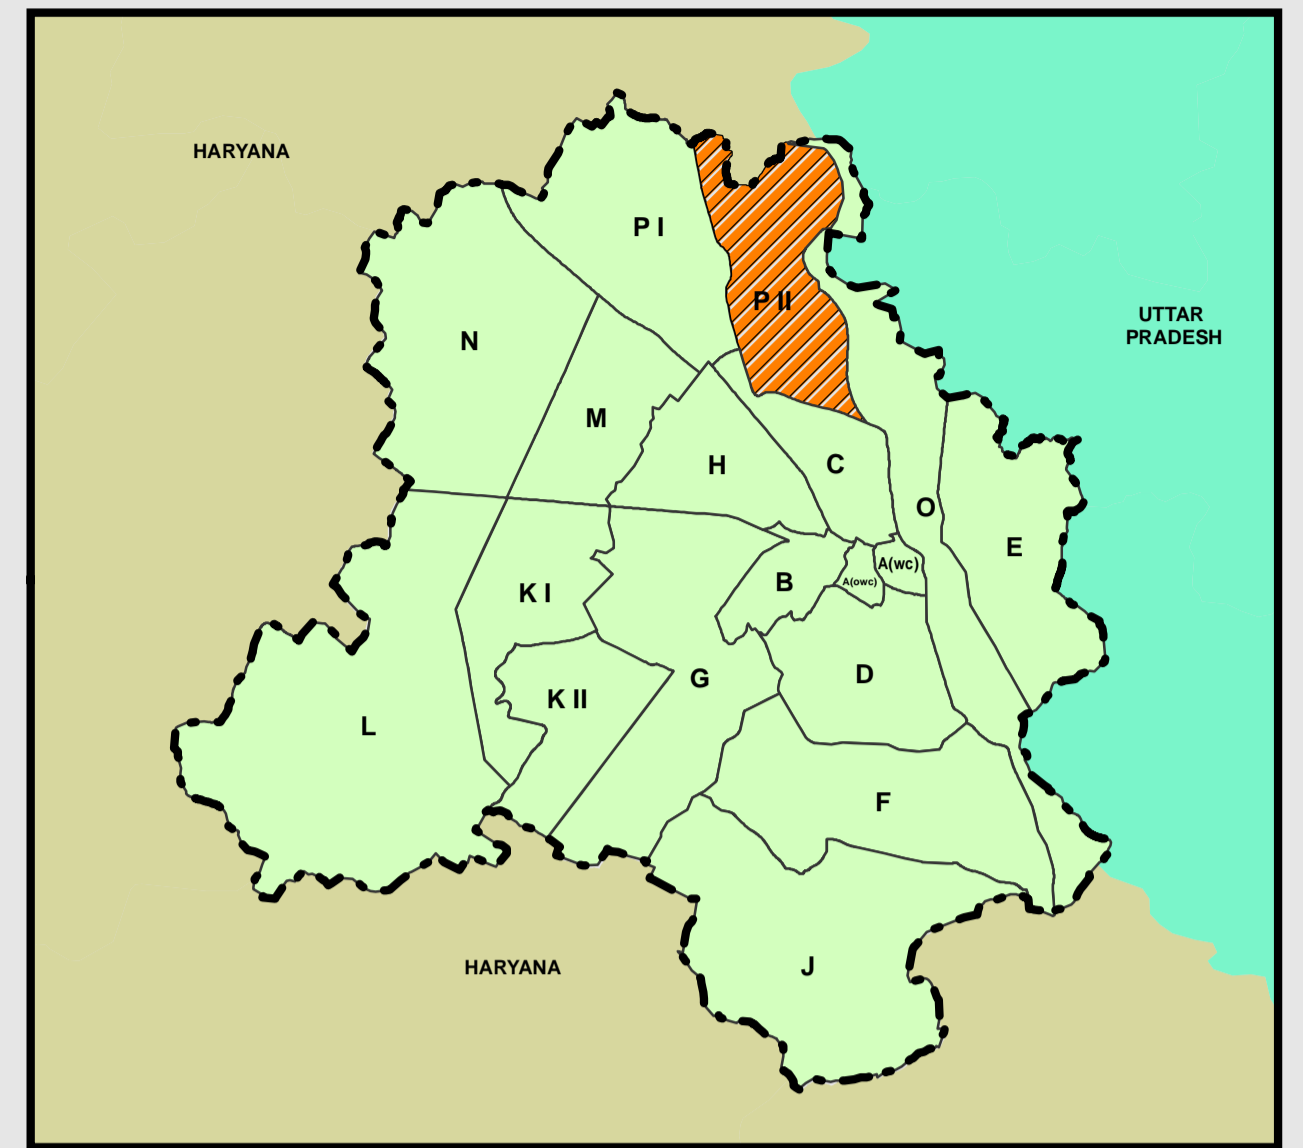 HARYANA
P I
P II
UTTAR
PRADESH
N
M
H
C
O
E
A(wc)
A(owc)
B
K I
D
G
K II
L
F
J
HARYANA